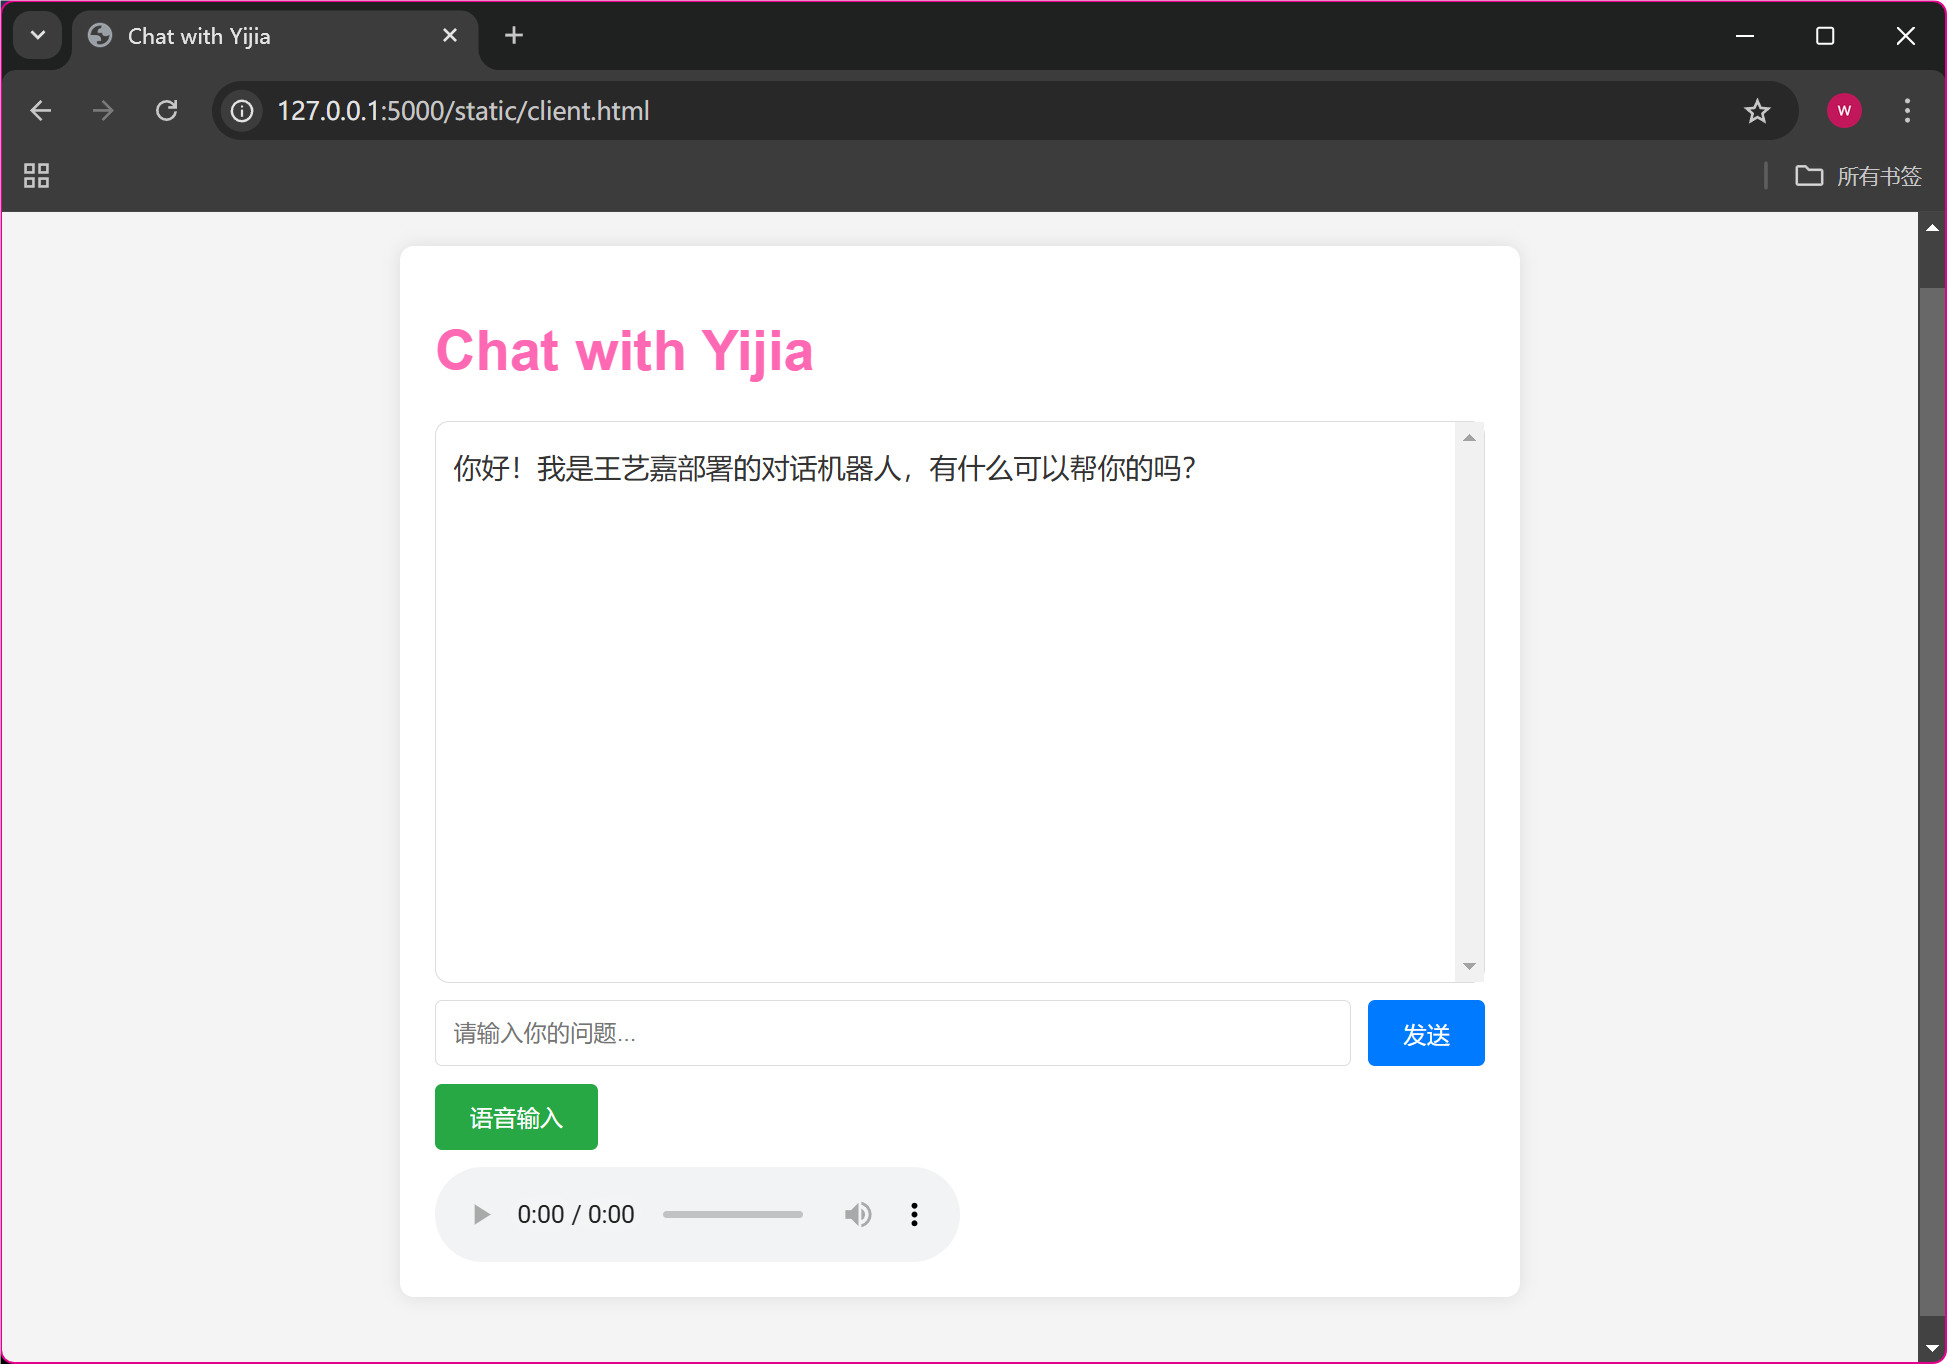 Chat with Yijia
127.0.0.1:5000/static/client.html
W
所有书签
Chat with Yijia
你好！我是王艺嘉部署的对话机器人，有什么可以帮你的吗？
请输入你的问题...
发送
语音输入
0:00 / 0:00